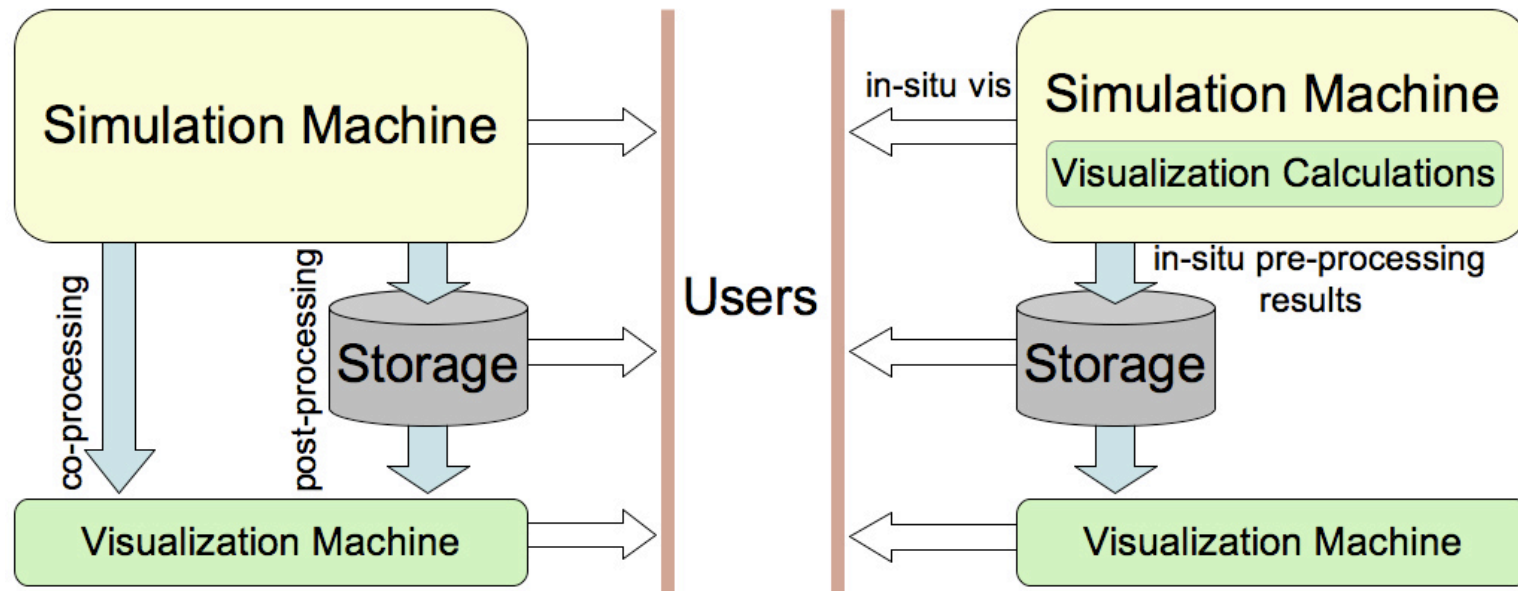 Simulation Machine
co-processing
post-processing
Storage
Visualization Machine
Users
in-situ vis
Simulation Machine
Visualization Calculations
in-situ pre-processing
results
Storage
Visualization Machine